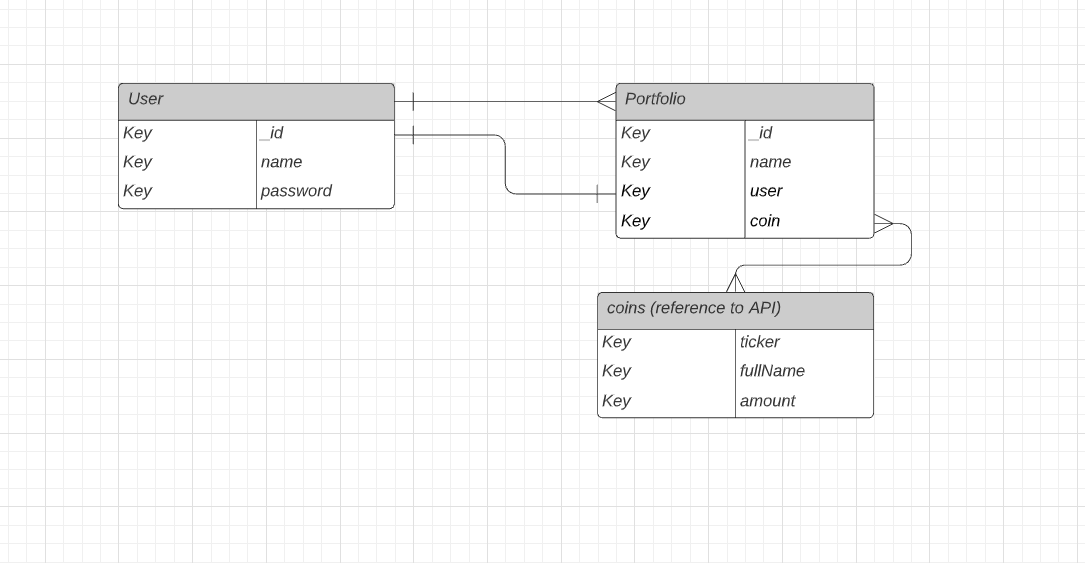 User
Key _id
Key name
Key password
Portfolio
Key _id
Key name
Key user
Key coin
coins (reference to API)
Key ticker
Key fullName
Key amount